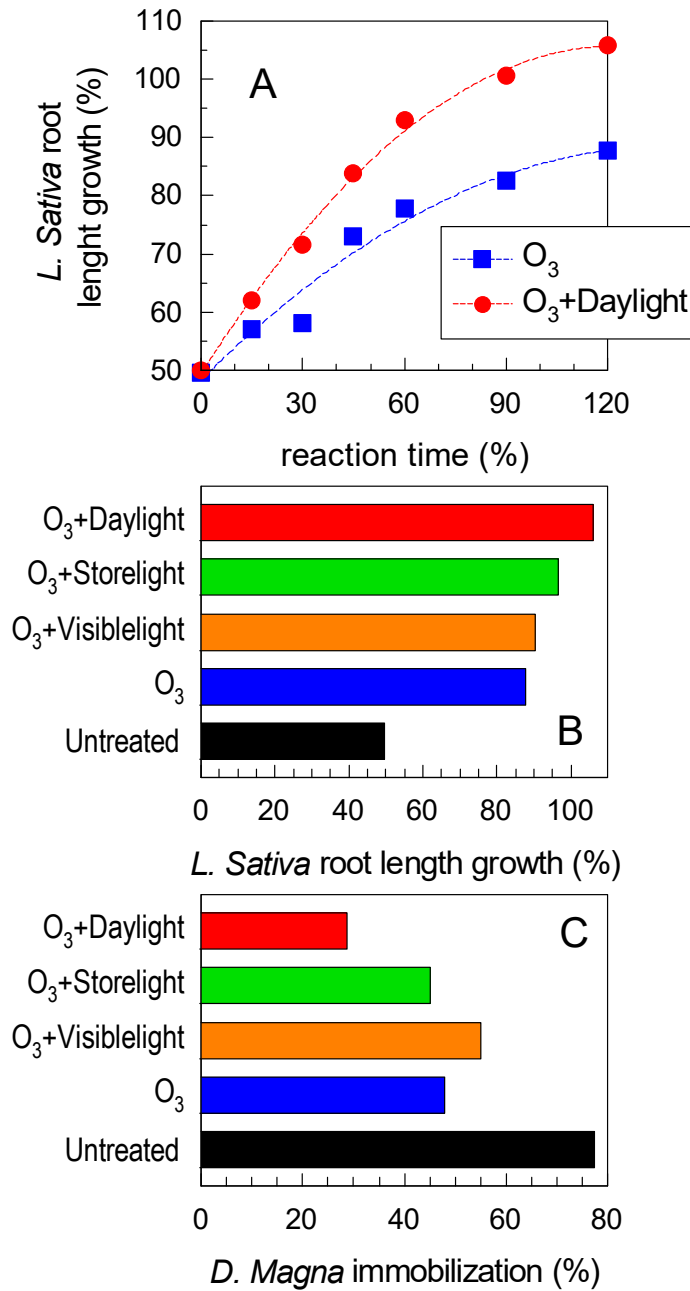 110
100
90
80
70
60
50
L. Sativa root
lenght growth (%)
A
O3
O3+Daylight
0 30 60 90 120
reaction time (%)
O3+Daylight
O3+Storelight
O3+Visiblelight
O3
Untreated
B
0 20 40 60 80 100
L. Sativa root length growth (%)
C
O3+Daylight
O3+Storelight
O3+Visiblelight
O3
Untreated
0 20 40 60 80
D. Magna immobilization (%)